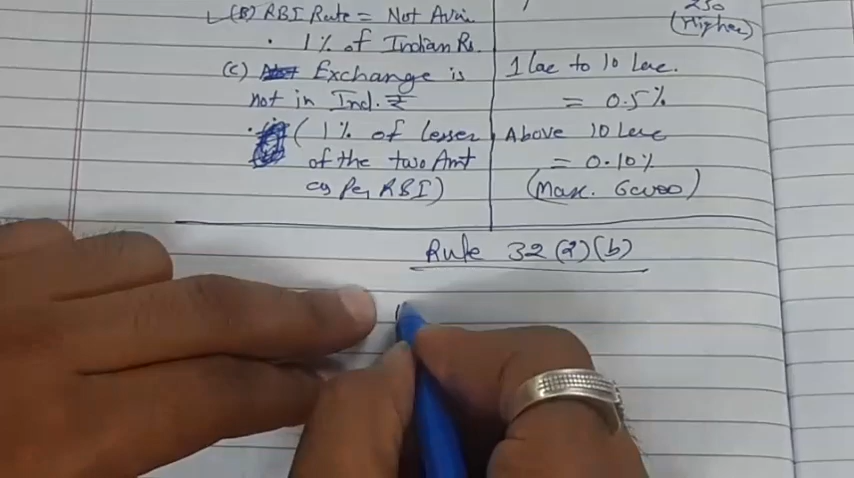 (B) RBI Rate = Not Avai.
· 1% of Indian Rs.
(C) Exchange is
not in Ind. ₹
( 1% of lesser
of the two Amt
as Per RBI)
250
(Higher)
1 lac to 10 Lac.
= 0.5%
Above 10 Lac
= 0.10%
(Max. 60000)
Rule 32(2)(b)